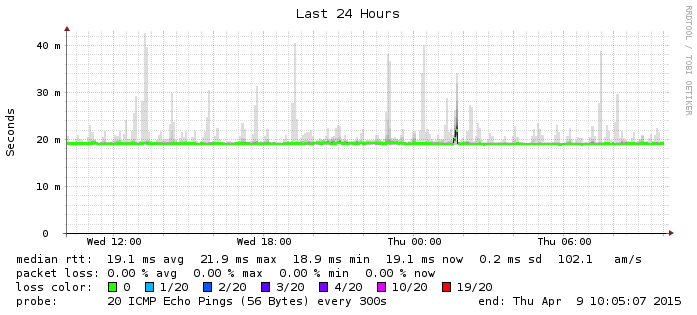 Last 24 Hours
RRDTOOL / TOBI OETIKER
Seconds
40 m
30 m
20 m
10 m
0
Wed 12:00 Wed 18:00 Thu 00:00 Thu 06:00
median rtt: 19.1 ms avg 21.9 ms max 18.9 ms min 19.1 ms now 0.2 ms sd 102.1 am/s
packet loss: 0.00 % avg 0.00 % max 0.00 % min 0.00 % now
loss color: 0 1/20 2/20 3/20 4/20 10/20 19/20
probe: 20 ICMP Echo Pings (56 Bytes) every 300s end: Thu Apr 9 10:05:07 2015